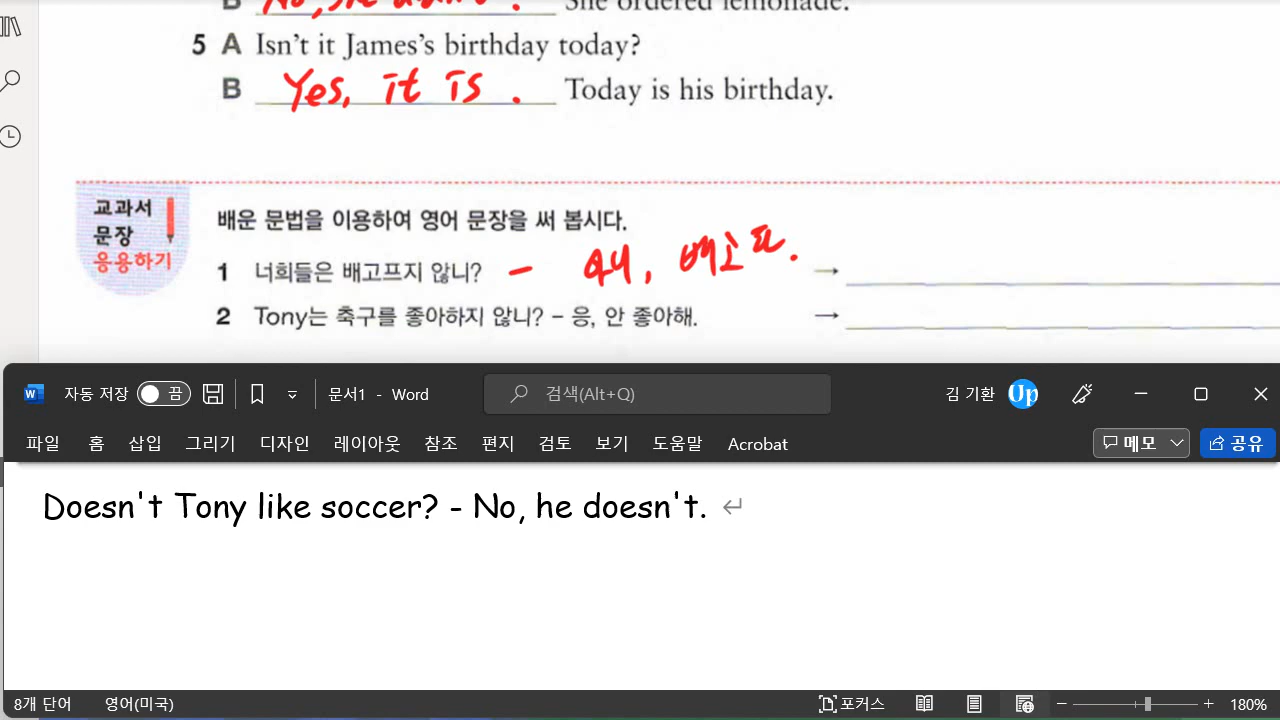 B No, she didn't. She ordered lemonade.
5 A Isn't it James's birthday today?
B Yes, it is. Today is his birthday.
교과서
문장
응용하기
배운 문법을 이용하여 영어 문장을 써 봅시다.
1 너희들은 배고프지 않니? - 아니, 배고파. →
2 Tony는 축구를 좋아하지 않니? – 응, 안 좋아해. →
자동 저장 끔 문서1 - Word 검색(Alt+Q) 김 기환 Up
파일 홈 삽입 그리기 디자인 레이아웃 참조 편지 검토 보기 도움말 Acrobat 메모 공유
Doesn't Tony like soccer? - No, he doesn't.
8개 단어 영어(미국) 포커스 180%